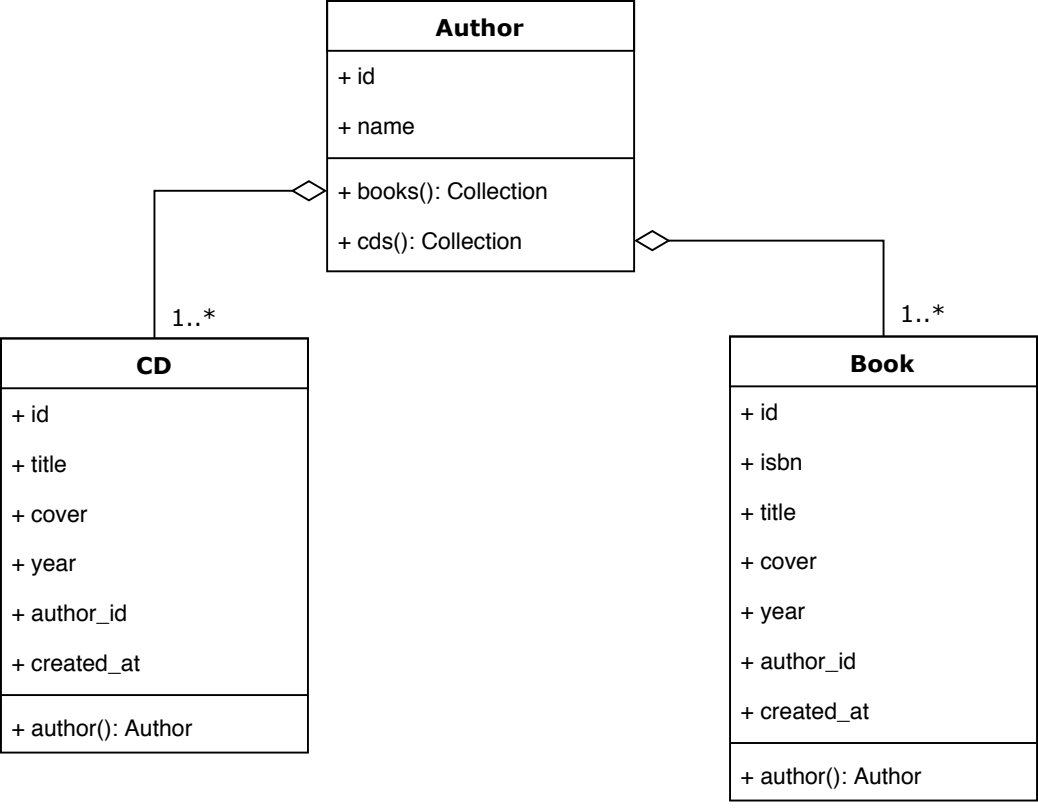 Author
+ id
+ name
+ books(): Collection
+ cds(): Collection
1..*
CD
+ id
+ title
+ cover
+ year
+ author_id
+ created_at
+ author(): Author
1..*
Book
+ id
+ isbn
+ title
+ cover
+ year
+ author_id
+ created_at
+ author(): Author